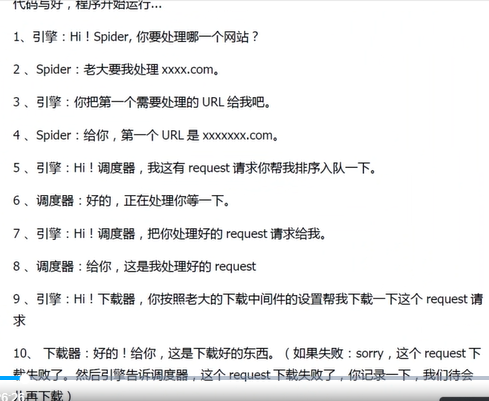 代码写好，程序开始运行...
1、引擎：Hi！Spider, 你要处理哪一个网站？
2 、Spider：老大要我处理 xxxx.com。
3 、引擎：你把第一个需要处理的 URL 给我吧。
4 、Spider：给你，第一个 URL 是 xxxxxxx.com。
5 、引擎：Hi！调度器，我这有 request 请求你帮我排序入队一下。
6 、调度器：好的，正在处理你等一下。
7 、引擎：Hi！调度器，把你处理好的 request 请求给我。
8 、调度器：给你，这是我处理好的 request
9 、引擎：Hi！下载器，你按照老大的下载中间件的设置帮我下载一下这个 request 请
求
10、 下载器：好的！给你，这是下载好的东西。（如果失败：sorry，这个 request 下
载失败了。然后引擎告诉调度器，这个 request 下载失败了，你记录一下，我们待会
再下载）